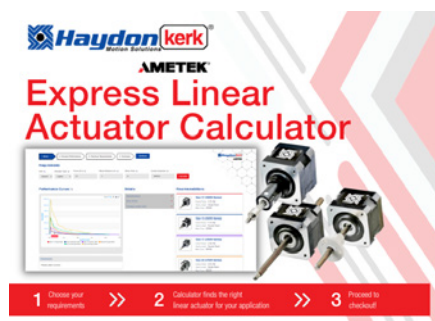 Haydon kerk
Motion Solutions
AMETEK
Express Linear
Actuator Calculator
1 Choose your
requirements
2 Calculator finds the right
linear actuator for your application
3 Proceed to
checkout!